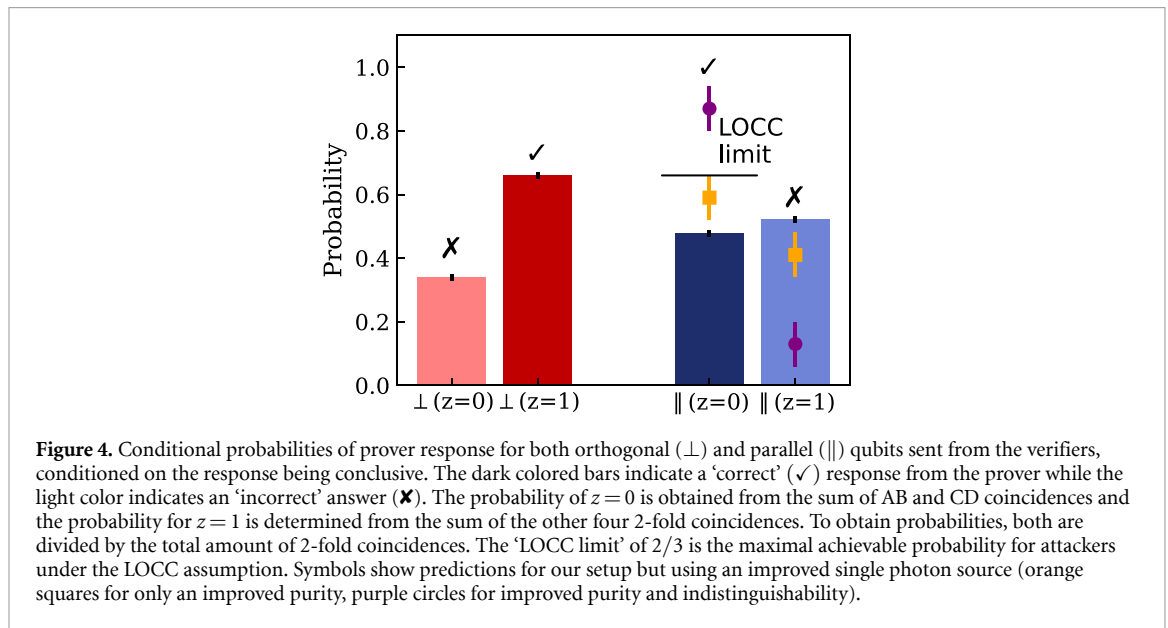 1.0
0.8
0.6
0.4
0.2
0.0
Probability
✗
✓
✓
✗
LOCC
limit
⊥(z=0) ⊥(z=1) ∥(z=0) ∥(z=1)
Figure 4. Conditional probabilities of prover response for both orthogonal (⊥) and parallel (∥) qubits sent from the verifiers,
conditioned on the response being conclusive. The dark colored bars indicate a ‘correct’ (✓) response from the prover while the
light color indicates an ‘incorrect’ answer (✘). The probability of z = 0 is obtained from the sum of AB and CD coincidences and
the probability for z = 1 is determined from the sum of the other four 2-fold coincidences. To obtain probabilities, both are
divided by the total amount of 2-fold coincidences. The ‘LOCC limit’ of 2/3 is the maximal achievable probability for attackers
under the LOCC assumption. Symbols show predictions for our setup but using an improved single photon source (orange
squares for only an improved purity, purple circles for improved purity and indistinguishability).